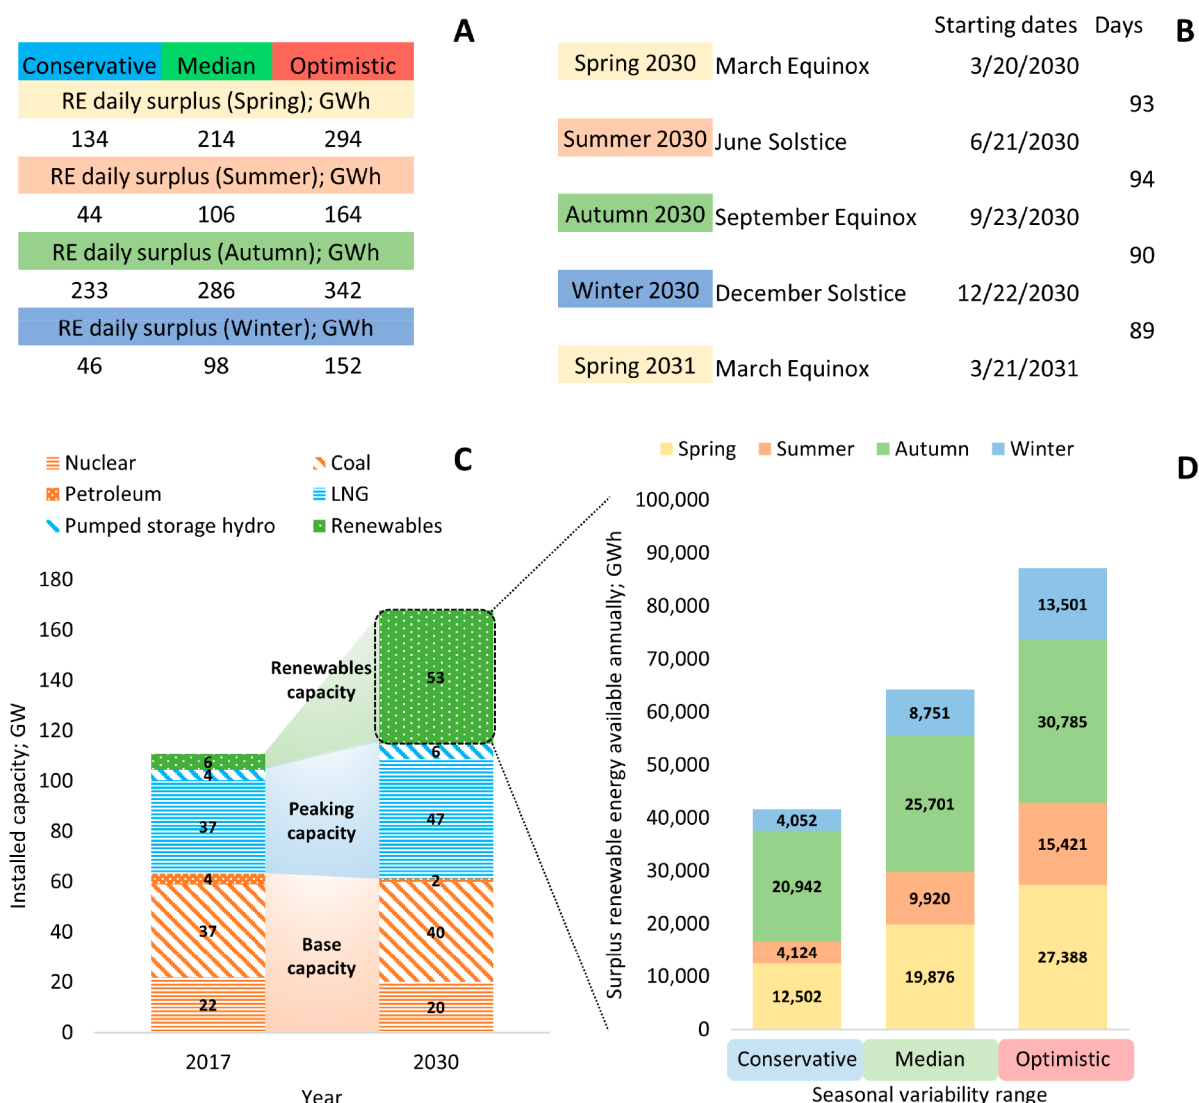 A
Conservative Median Optimistic
RE daily surplus (Spring); GWh
134 214 294
RE daily surplus (Summer); GWh
44 106 164
RE daily surplus (Autumn); GWh
233 286 342
RE daily surplus (Winter); GWh
46 98 152
Starting dates Days B
Spring 2030 March Equinox 3/20/2030
93
Summer 2030 June Solstice 6/21/2030
94
Autumn 2030 September Equinox 9/23/2030
90
Winter 2030 December Solstice 12/22/2030
89
Spring 2031 March Equinox 3/21/2031
C
Nuclear Coal
Petroleum LNG
Pumped storage hydro Renewables
Installed capacity; GW
180
160
140
120
100
80
60
40
20
0
6
4
37
4
37
22
Renewables
capacity
Peaking
capacity
Base
capacity
53
6
47
2
40
20
2017 2030
Year
D
Spring Summer Autumn Winter
Surplus renewable energy available annually; GWh
100,000
90,000
80,000
70,000
60,000
50,000
40,000
30,000
20,000
10,000
0
4,052
20,942
4,124
12,502
8,751
25,701
9,920
19,876
13,501
30,785
15,421
27,388
Conservative Median Optimistic
Seasonal variability range